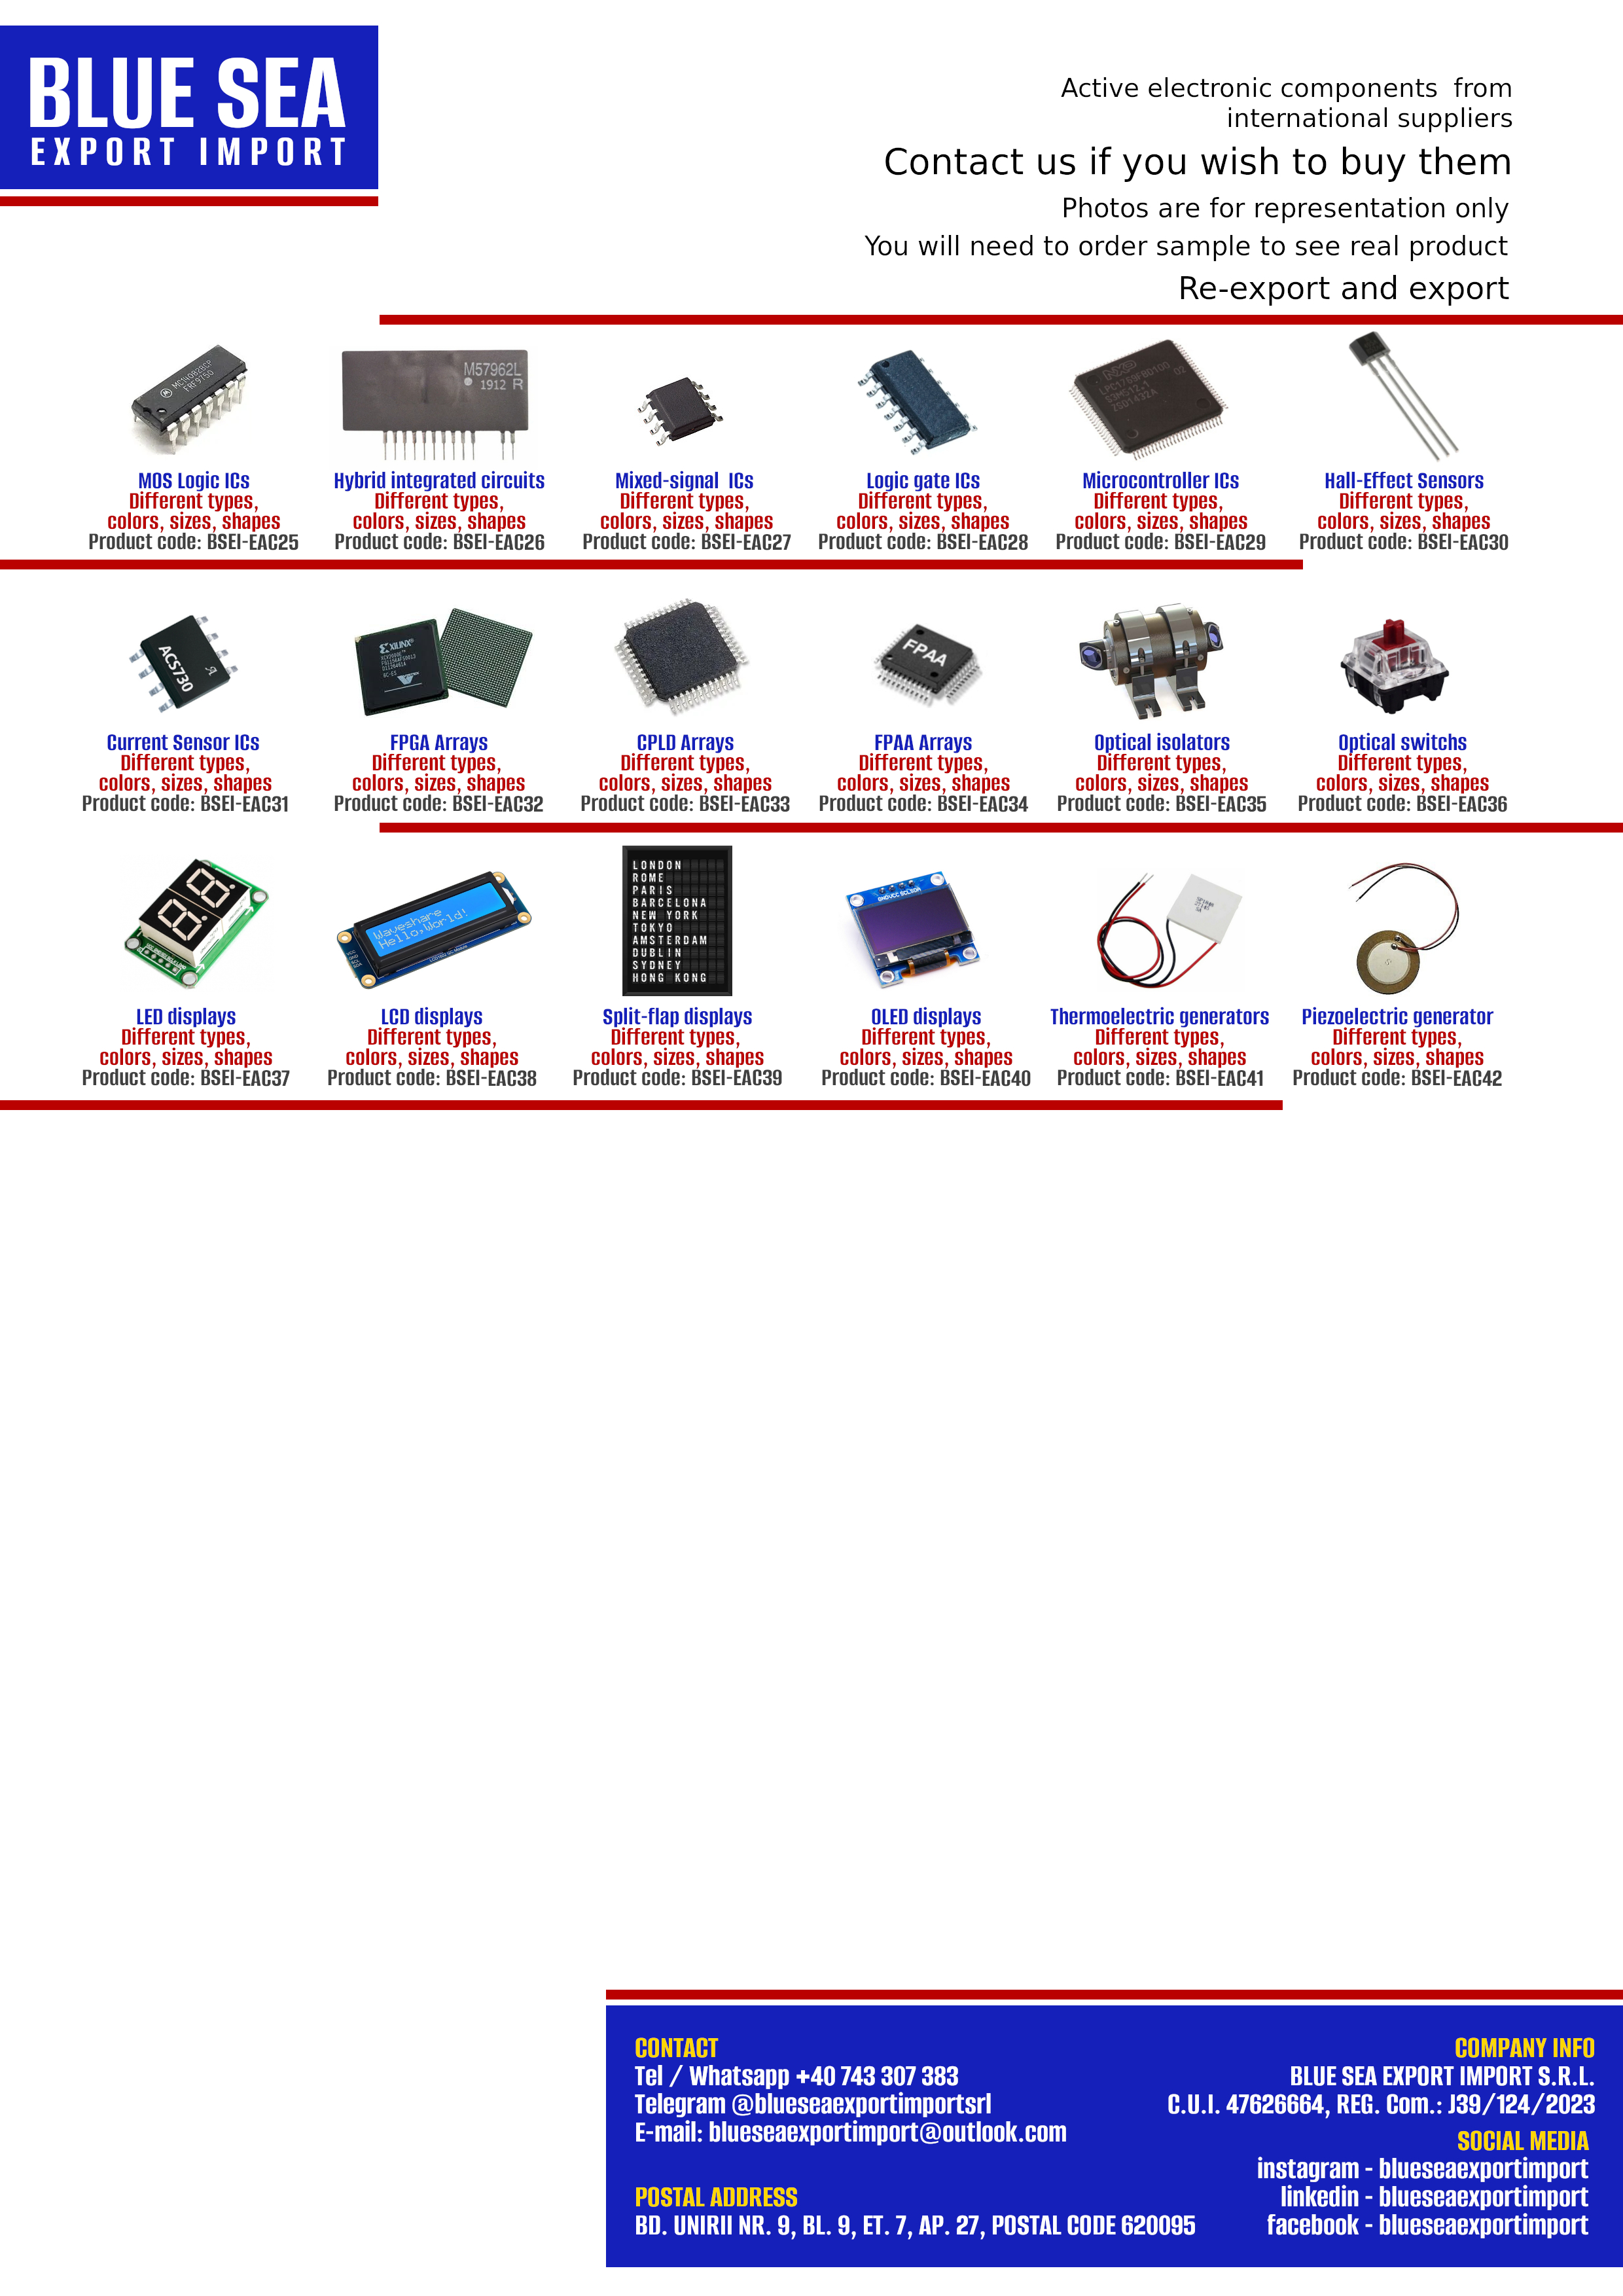 BLUE SEA
EXPORT IMPORT
Active electronic components  from
international suppliers
Contact us if you wish to buy them
Photos are for representation only
You will need to order sample to see real product
Re-export and export
MC14082BCP
FRF9750
M57962L
1912 R
NXP
LPC1769FBD100
02
ZSD1432A
MOS Logic ICs
Different types,
colors, sizes, shapes
Product code: BSEI-EAC25
Hybrid integrated circuits
Different types,
colors, sizes, shapes
Product code: BSEI-EAC26
Mixed-signal  ICs
Different types,
colors, sizes, shapes
Product code: BSEI-EAC27
Logic gate ICs
Different types,
colors, sizes, shapes
Product code: BSEI-EAC28
Microcontroller ICs
Different types,
colors, sizes, shapes
Product code: BSEI-EAC29
Hall-Effect Sensors
Different types,
colors, sizes, shapes
Product code: BSEI-EAC30
ACS730
XILINX
FPAA
Current Sensor ICs
Different types,
colors, sizes, shapes
Product code: BSEI-EAC31
FPGA Arrays
Different types,
colors, sizes, shapes
Product code: BSEI-EAC32
CPLD Arrays
Different types,
colors, sizes, shapes
Product code: BSEI-EAC33
FPAA Arrays
Different types,
colors, sizes, shapes
Product code: BSEI-EAC34
Optical isolators
Different types,
colors, sizes, shapes
Product code: BSEI-EAC35
Optical switchs
Different types,
colors, sizes, shapes
Product code: BSEI-EAC36
88
Waveshare
Hello,World!
LONDON
ROME
PARIS
BARCELONA
NEW YORK
TOKYO
AMSTERDAM
DUBLIN
SYDNEY
HONG KONG
GND VCC SCL SDA
LED displays
Different types,
colors, sizes, shapes
Product code: BSEI-EAC37
LCD displays
Different types,
colors, sizes, shapes
Product code: BSEI-EAC38
Split-flap displays
Different types,
colors, sizes, shapes
Product code: BSEI-EAC39
OLED displays
Different types,
colors, sizes, shapes
Product code: BSEI-EAC40
Thermoelectric generators
Different types,
colors, sizes, shapes
Product code: BSEI-EAC41
Piezoelectric generator
Different types,
colors, sizes, shapes
Product code: BSEI-EAC42
CONTACT
Tel / Whatsapp +40 743 307 383
Telegram @blueseaexportimportsrl
E-mail: blueseaexportimport@outlook.com
POSTAL ADDRESS
BD. UNIRII NR. 9, BL. 9, ET. 7, AP. 27, POSTAL CODE 620095
COMPANY INFO
BLUE SEA EXPORT IMPORT S.R.L.
C.U.I. 47626664, REG. Com.: J39/124/2023
SOCIAL MEDIA
instagram - blueseaexportimport
linkedin - blueseaexportimport
facebook - blueseaexportimport